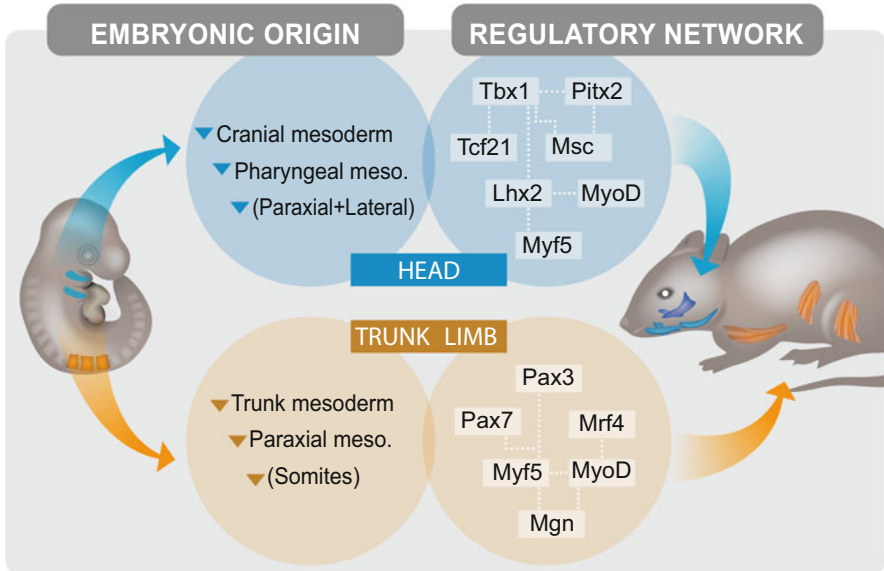 EMBRYONIC ORIGIN
REGULATORY NETWORK
Cranial mesoderm
Pharyngeal meso.
(Paraxial+Lateral)
Tbx1
Pitx2
Tcf21
Msc
Lhx2
MyoD
Myf5
HEAD
TRUNK LIMB
Trunk mesoderm
Paraxial meso.
(Somites)
Pax3
Pax7
Mrf4
Myf5
MyoD
Mgn